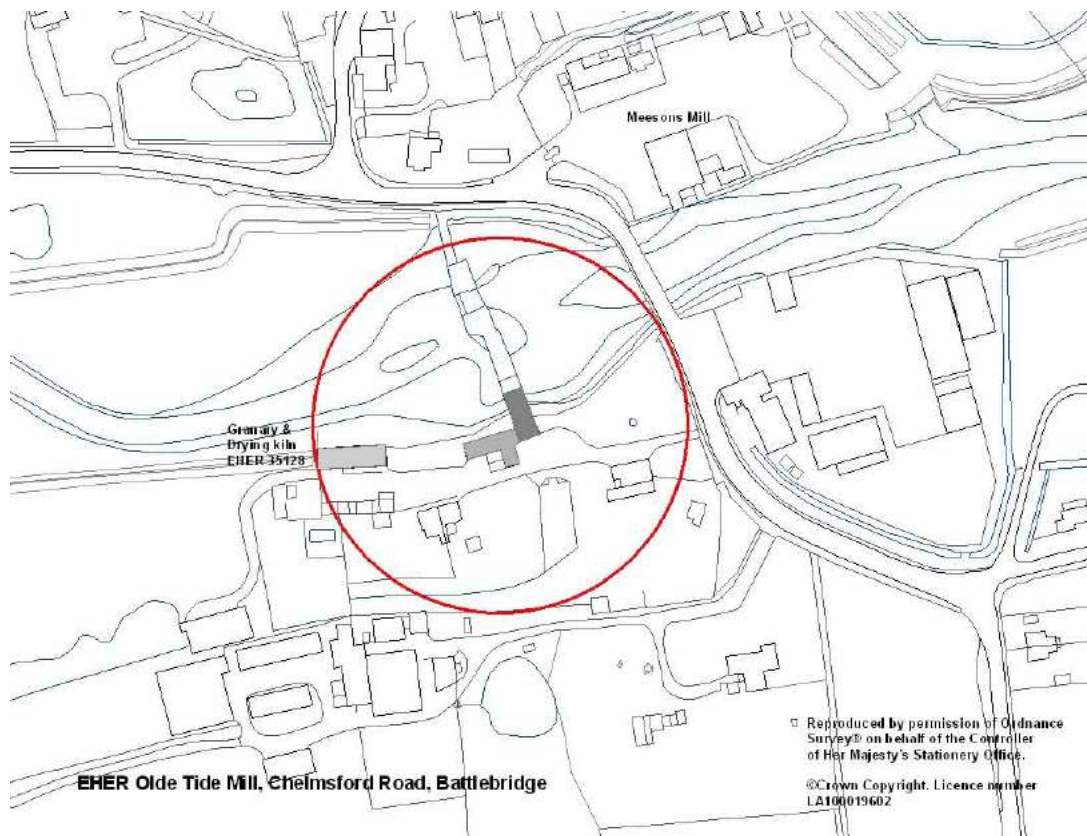 Meesons Mill
Granary &
Drying kiln
EHER 35128
Reproduced by permission of Ordnance
Survey® on behalf of the Controller
of Her Majesty's Stationery Office.
©Crown Copyright. Licence number
LA100019602
EHER Olde Tide Mill, Chelmsford Road, Battlebridge